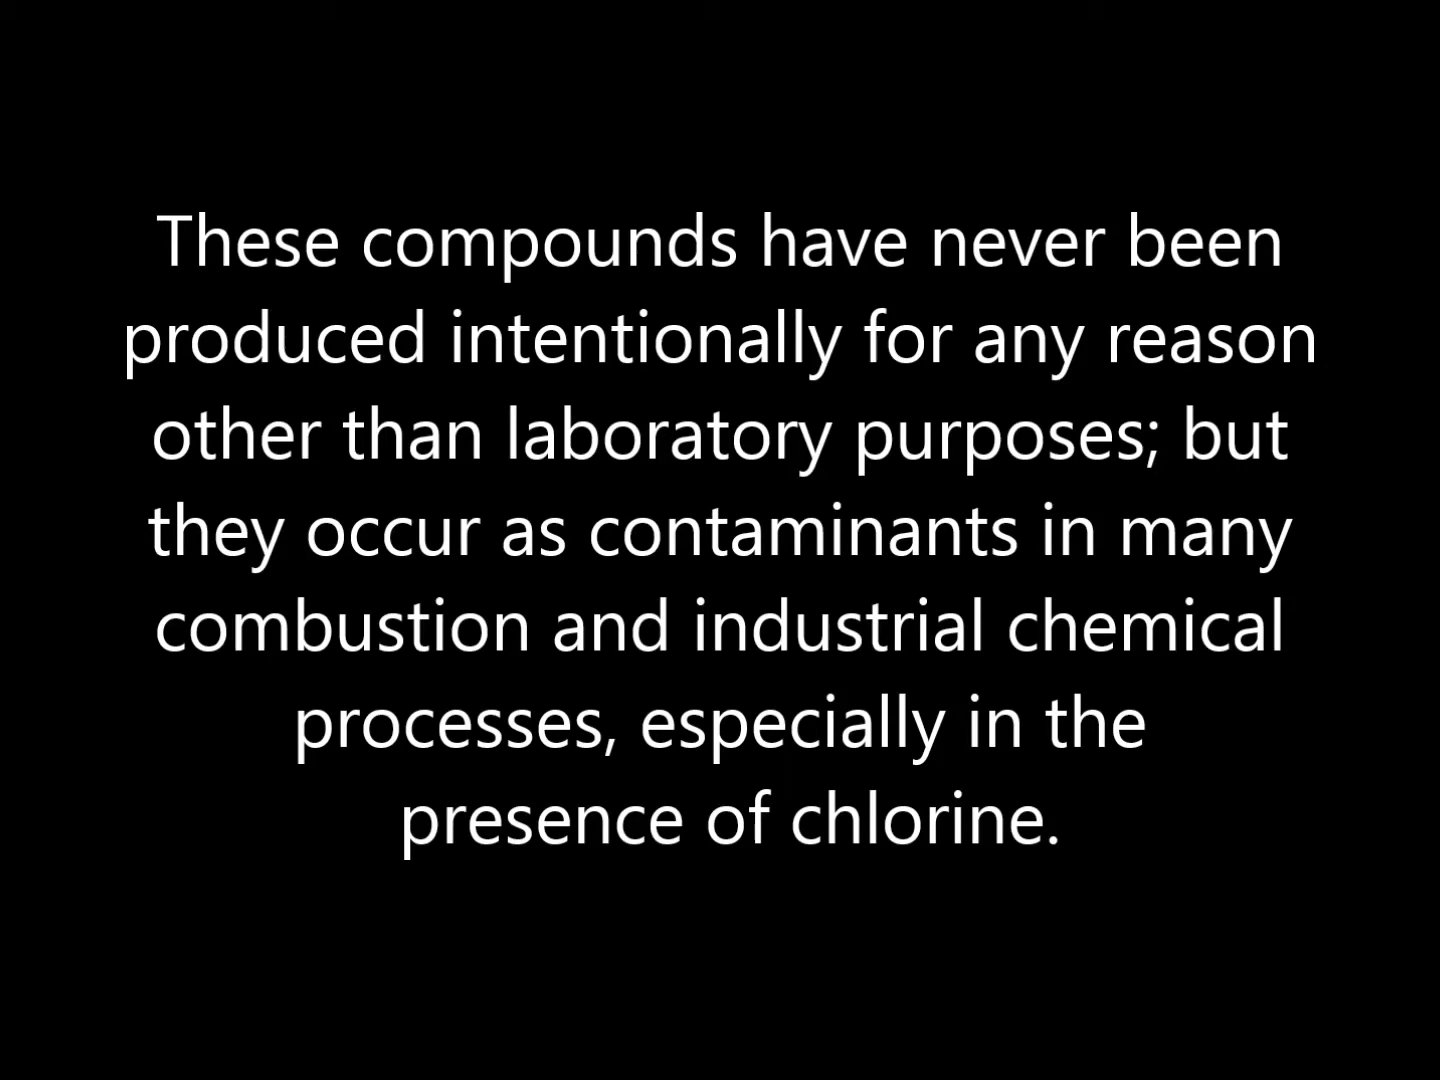 These compounds have never been
produced intentionally for any reason
other than laboratory purposes; but
they occur as contaminants in many
combustion and industrial chemical
processes, especially in the
presence of chlorine.